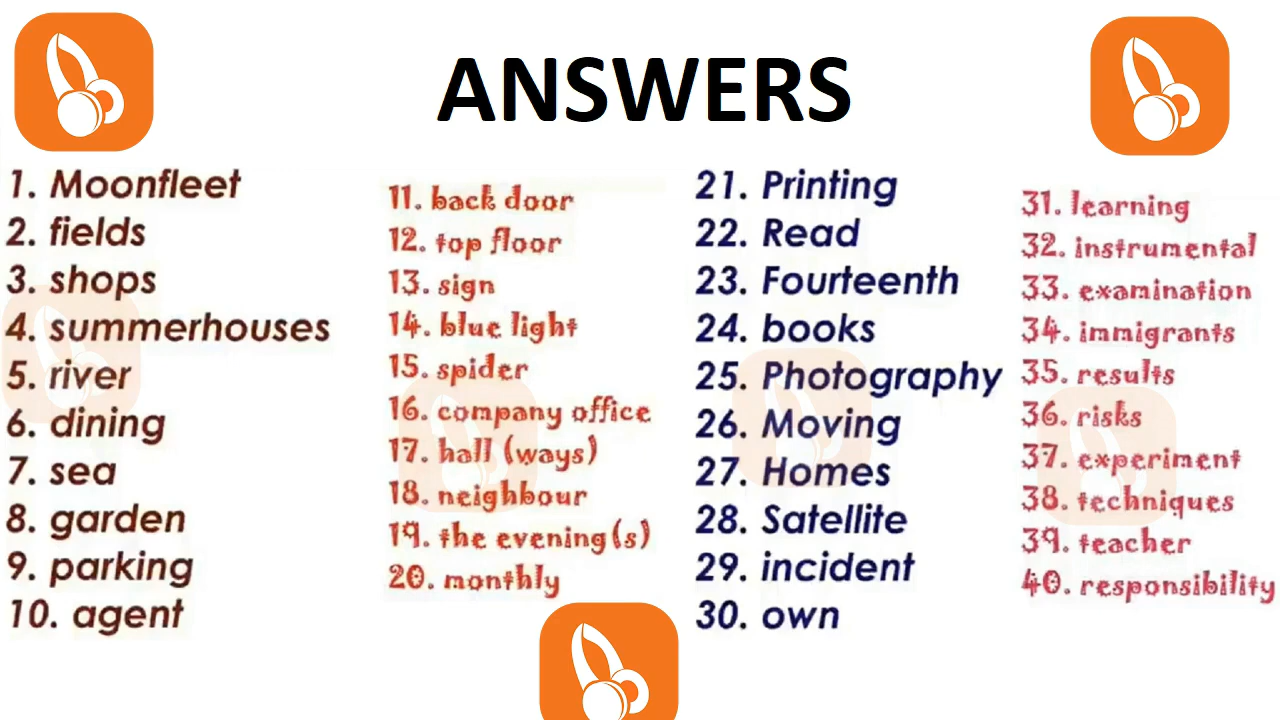 ANSWERS
1. Moonfleet
2. fields
3. shops
4. summerhouses
5. river
6. dining
7. sea
8. garden
9. parking
10. agent
11. back door
12. top floor
13. sign
14. blue light
15. spider
16. company office
17. hall (ways)
18. neighbour
19. the evening(s)
20. monthly
21. Printing
22. Read
23. Fourteenth
24. books
25. Photography
26. Moving
27. Homes
28. Satellite
29. incident
30. own
31. learning
32. instrumental
33. examination
34. immigrants
35. results
36. risks
37. experiment
38. techniques
39. teacher
40. responsibility